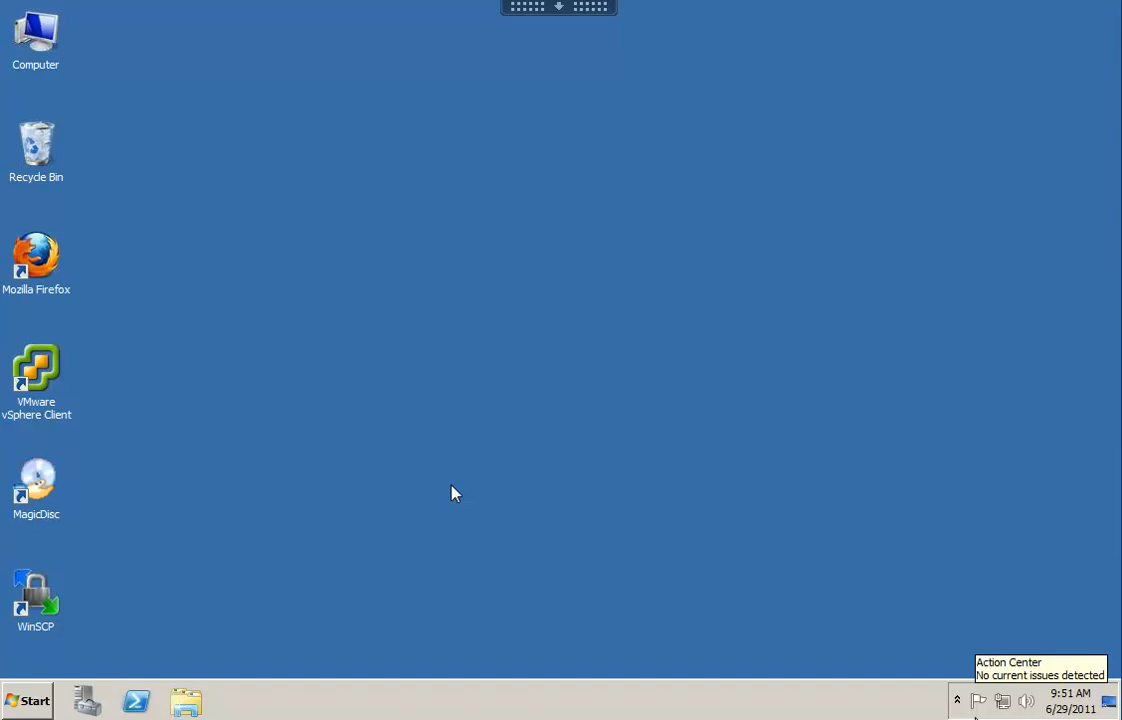 Computer
Recycle Bin
Mozilla Firefox
VMware
vSphere Client
MagicDisc
WinSCP
Action Center
No current issues detected
Start
9:51 AM
6/29/2011